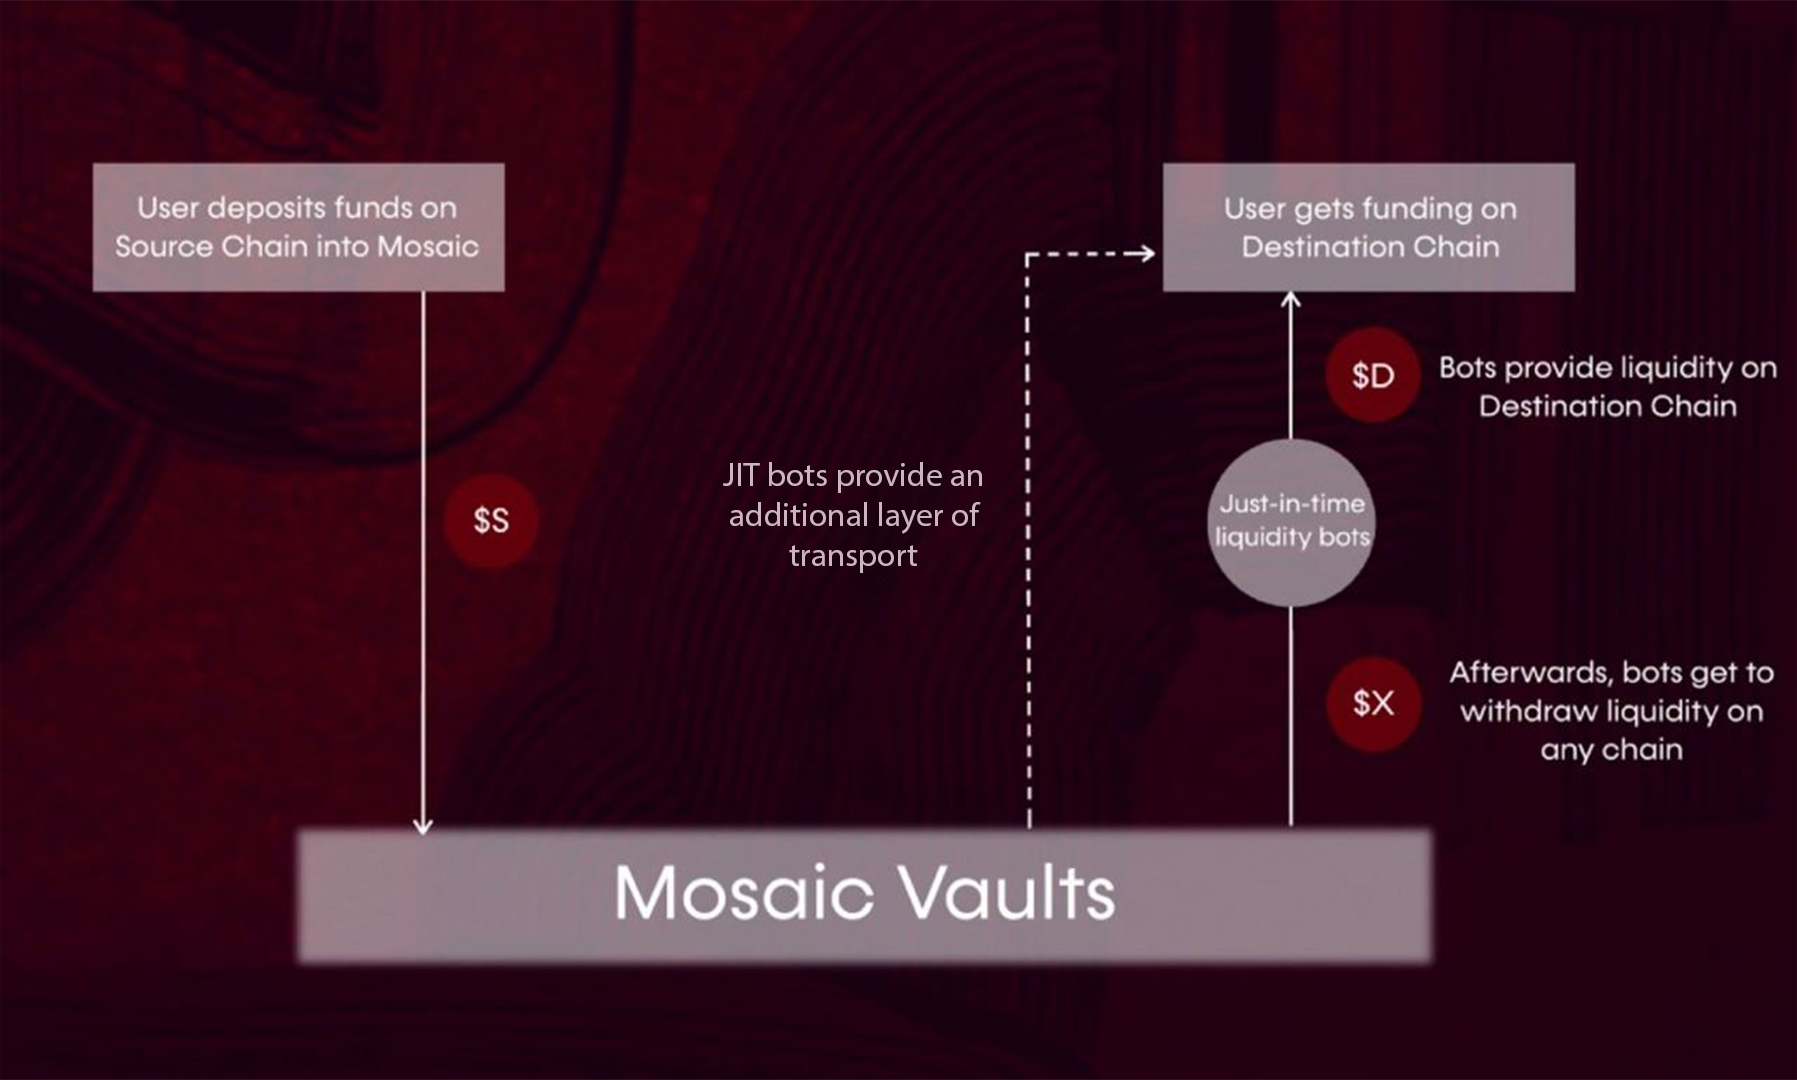 User deposits funds on
Source Chain into Mosaic
User gets funding on
Destination Chain
$D
Bots provide liquidity on
Destination Chain
JIT bots provide an
additional layer of
transport
$S
Just-in-time
liquidity bots
$X
Afterwards, bots get to
withdraw liquidity on
any chain
Mosaic Vaults